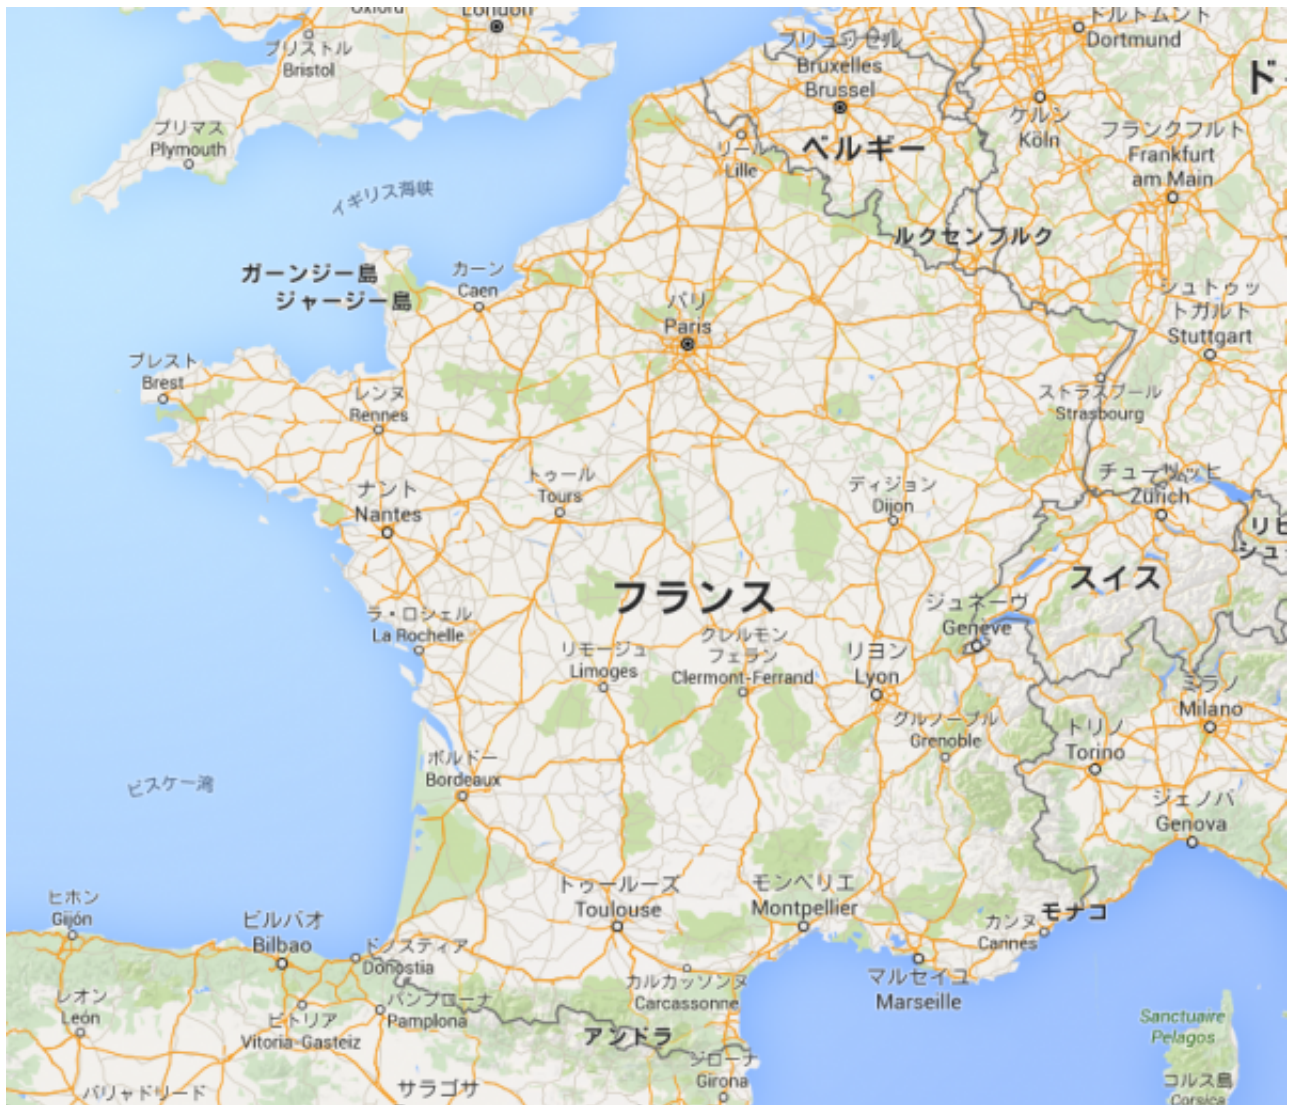 Oxford
London
ブリストル
Bristol
プリマス
Plymouth
イギリス海峡
ガーンジー島
ジャージー島
カーン
Caen
ブリュッセル
Bruxelles
Brussel
ベルギー
リール
Lille
ドルトムント
Dortmund
ケルン
Köln
フランクフルト
Frankfurt
am Main
ルクセンブルク
シュトゥッ
トガルト
Stuttgart
パリ
Paris
ブレスト
Brest
レンヌ
Rennes
ストラスブール
Strasbourg
ナント
Nantes
トゥール
Tours
ディジョン
Dijon
チューリッヒ
Zürich
リヒ
シュ
スイス
フランス
ジュネーヴ
Genève
ラ・ロシェル
La Rochelle
リモージュ
Limoges
クレルモン
フェラン
Clermont-Ferrand
リヨン
Lyon
ミラノ
Milano
グルノーブル
Grenoble
トリノ
Torino
ボルドー
Bordeaux
ビスケー湾
ジェノバ
Genova
トゥールーズ
Toulouse
モンペリエ
Montpellier
カンヌ
Cannes
モナコ
ヒホン
Gijón
ビルバオ
Bilbao
ドノスティア
Donostia
マルセイユ
Marseille
カルカッソンヌ
Carcassonne
レオン
León
ビトリア
Vitoria-Gasteiz
パンプローナ
Pamplona
アンドラ
Sanctuaire
Pelagos
ジローナ
Girona
バリャドリード
サラゴサ
コルス島
Corsica